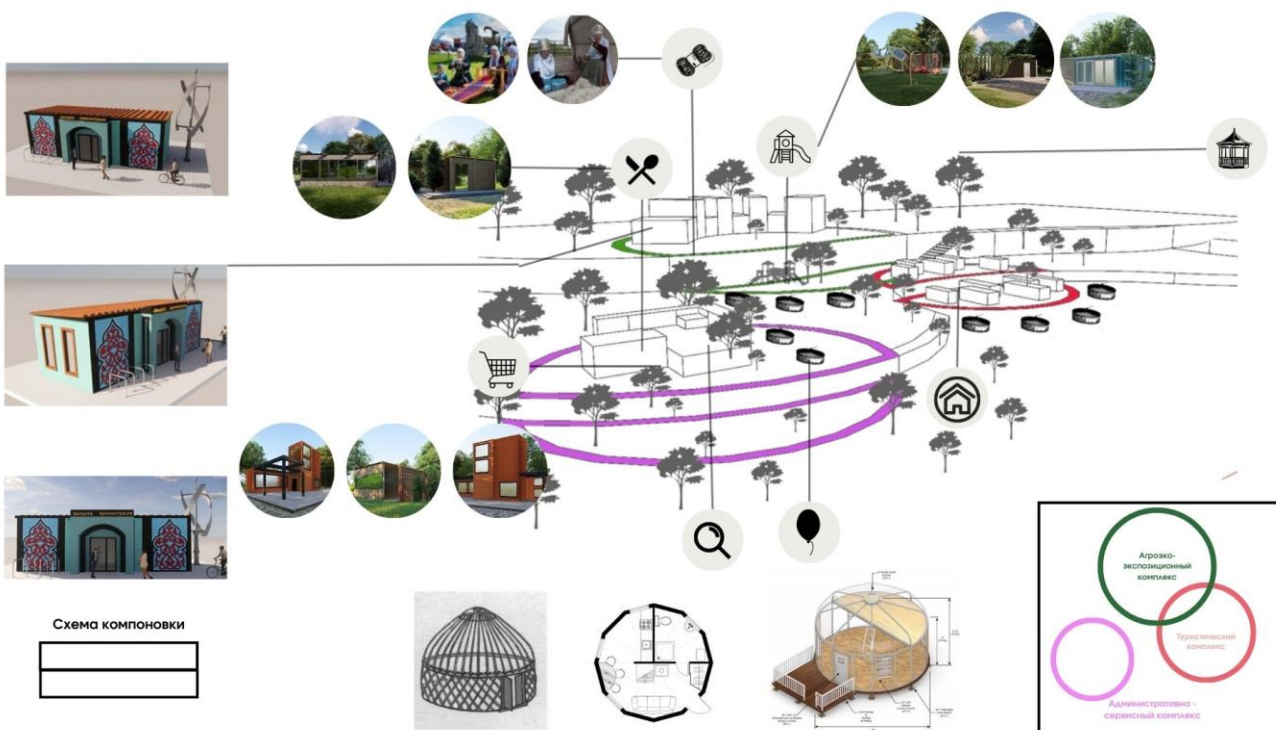 Агроэко-
экспозиционный
комплекс
Туристический
комплекс
Схема компоновки
Административно -
сервисный комплекс